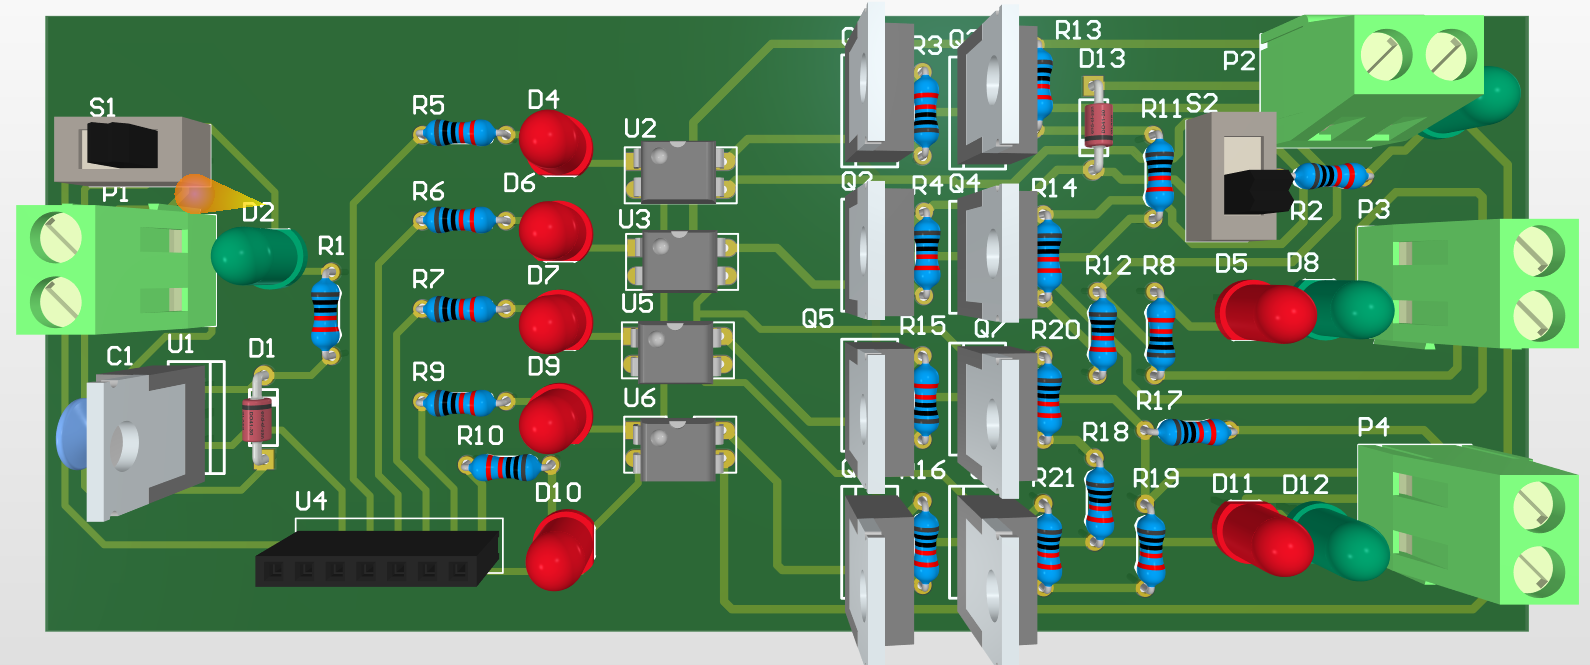 R13
R3
D13
P2
S1
R5
D4
U2
R11
S2
P1
D6
R6
R4
Q4
R14
D2
R2
P3
U3
R1
R7
D7
R12
R8
D5
D8
U5
Q5
R15
R20
C1
U1
D1
R9
D9
U6
R17
R10
R18
P4
U4
D10
R16
R21
R19
D11
D12